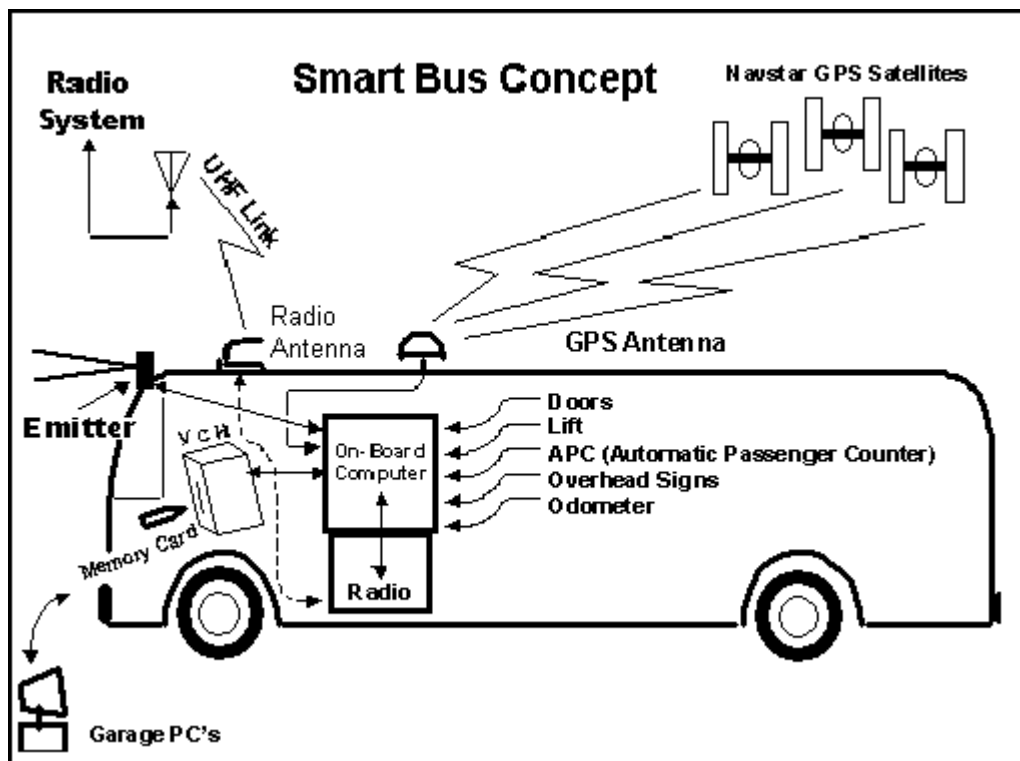 Smart Bus Concept
Radio
System
Navstar GPS Satellites
UHF Link
Radio
Antenna
GPS Antenna
Emitter
VCH
On-Board
Computer
Doors
Lift
APC (Automatic Passenger Counter)
Overhead Signs
Odometer
Memory Card
Radio
Garage PC's